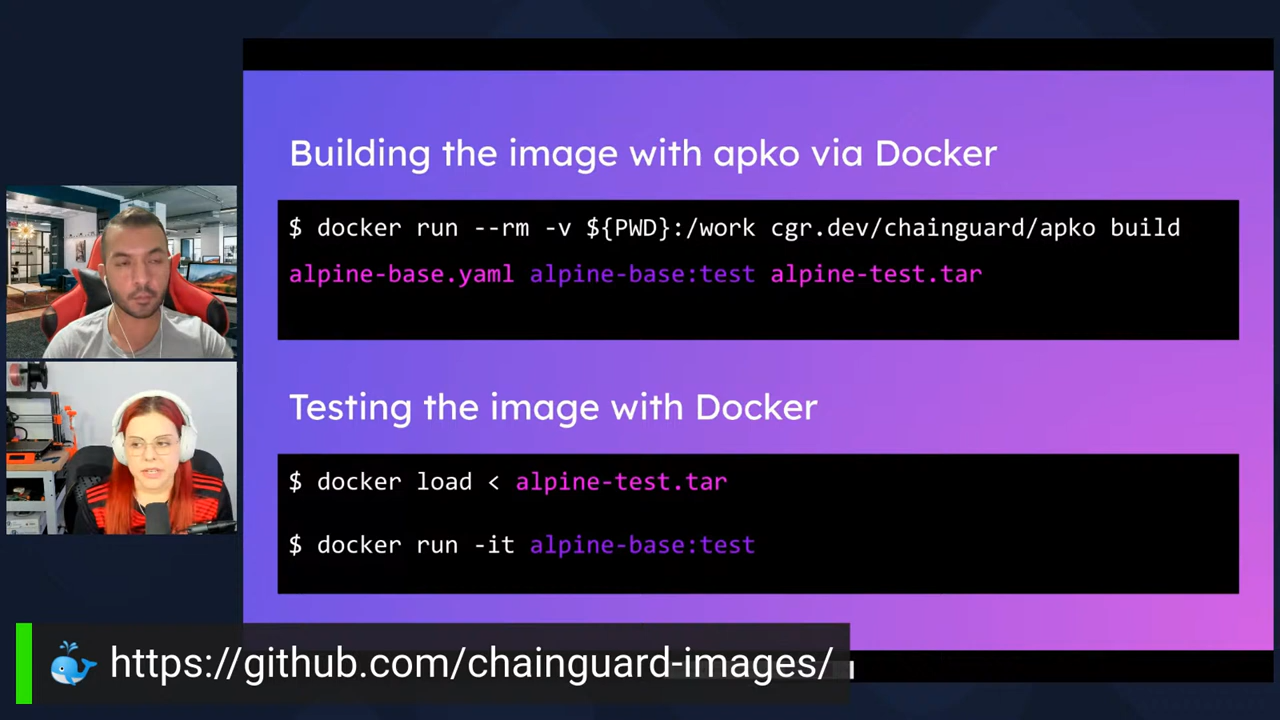 Building the image with apko via Docker
$ docker run --rm -v ${PWD}:/work cgr.dev/chainguard/apko build
alpine-base.yaml alpine-base:test alpine-test.tar
Testing the image with Docker
$ docker load < alpine-test.tar
$ docker run -it alpine-base:test
https://github.com/chainguard-images/